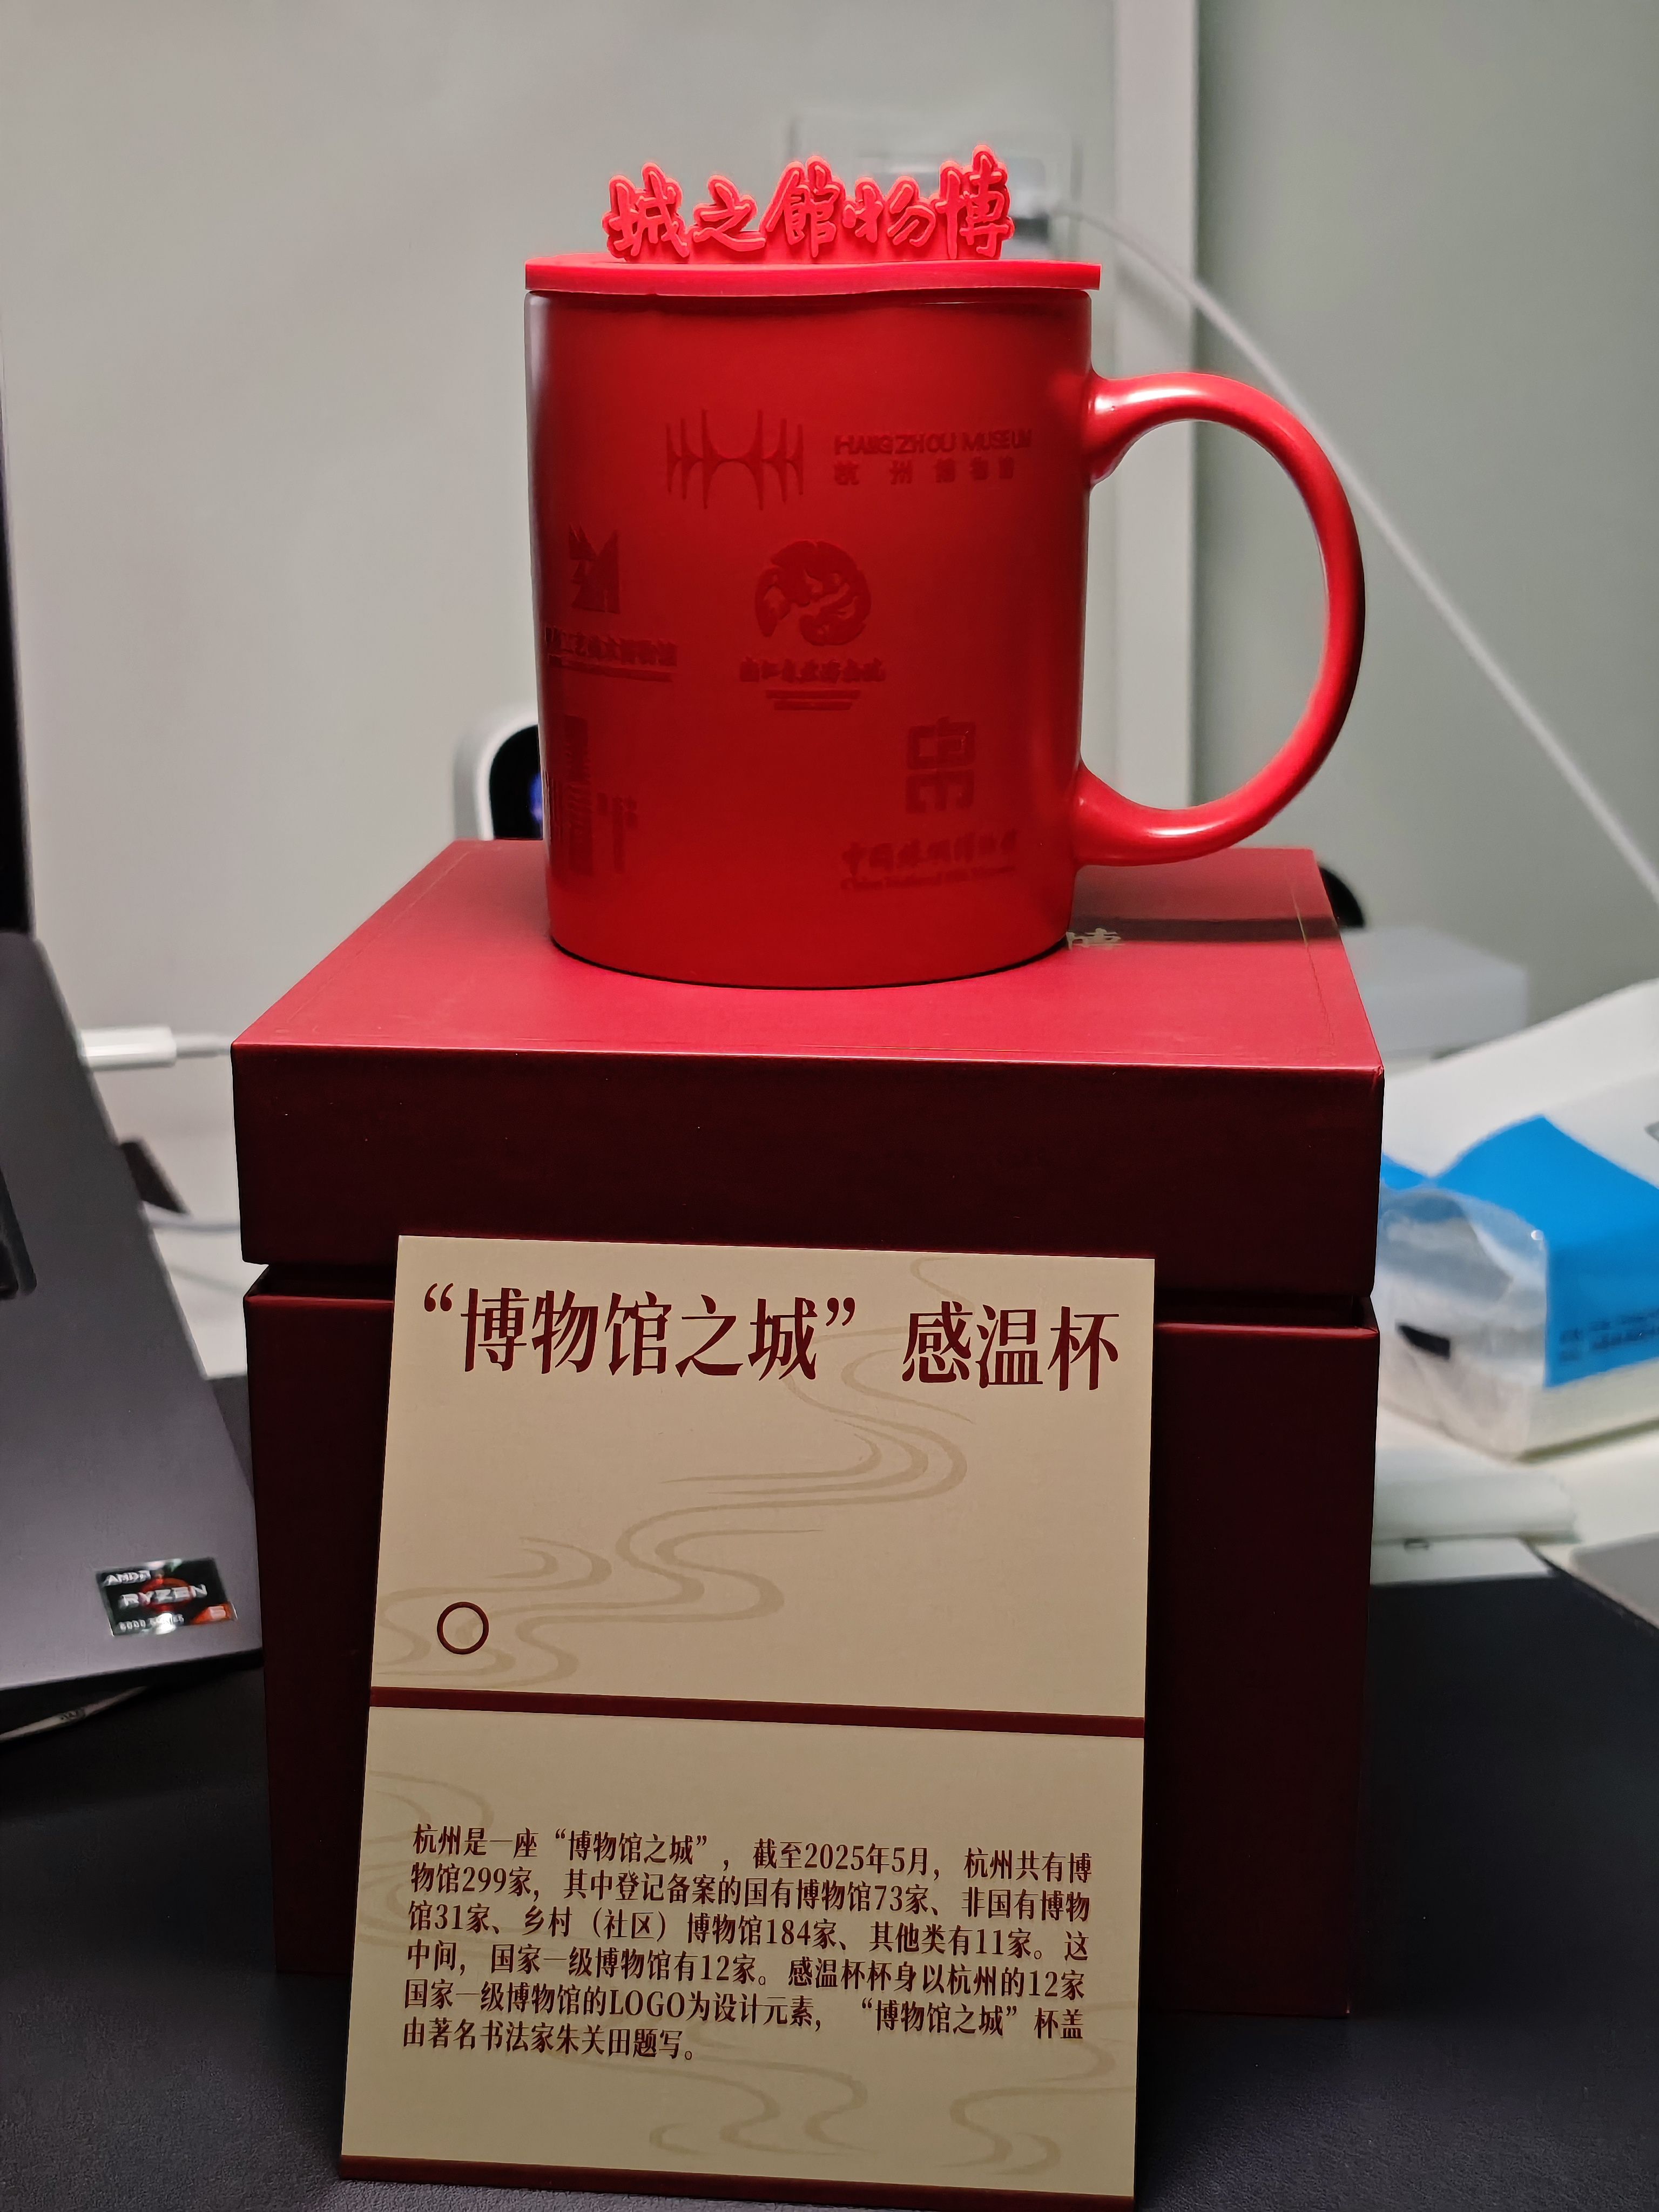 博物館之城
HANGZHOU MUSEUM
杭州博物馆
中国丝绸博物馆
博
“博物馆之城”感温杯
杭州是一座“博物馆之城”，截至2025年5月，杭州共有博
物馆299家，其中登记备案的国有博物馆73家、非国有博物
馆31家、乡村（社区）博物馆184家、其他类有11家。这
中间，国家一级博物馆有12家。感温杯杯身以杭州的12家
国家一级博物馆的LOGO为设计元素，“博物馆之城”杯盖
由著名书法家朱关田题写。
AMD
RYZEN